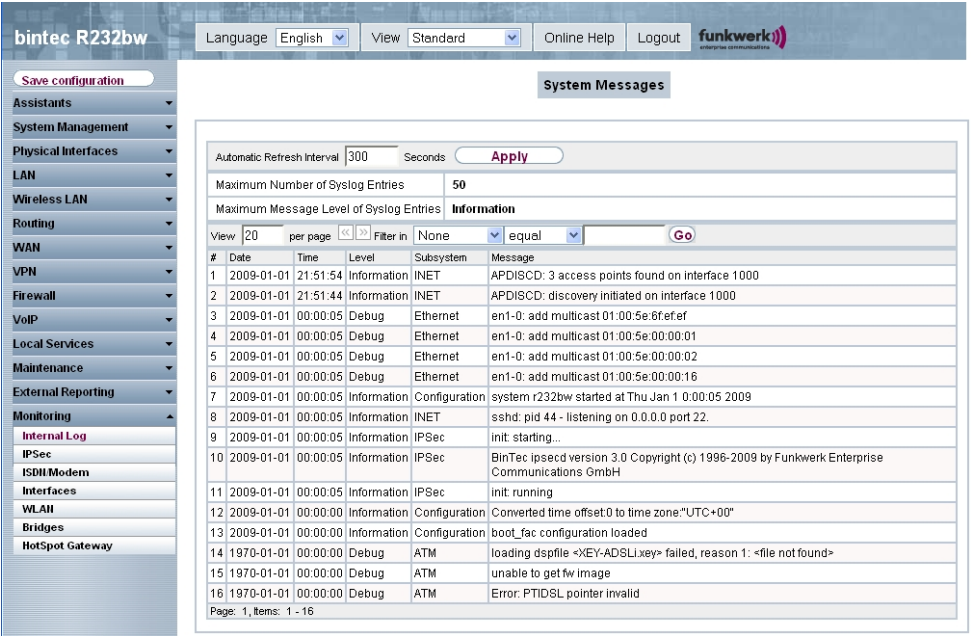 bintec R232bw
Language English View Standard Online Help Logout funkwerk
enterprise communications
Save configuration
Assistants
System Management
Physical Interfaces
LAN
Wireless LAN
Routing
WAN
VPN
Firewall
VoIP
Local Services
Maintenance
External Reporting
Monitoring
Internal Log
IPSec
ISDN/Modem
Interfaces
WLAN
Bridges
HotSpot Gateway
System Messages
Automatic Refresh Interval 300 Seconds Apply
Maximum Number of Syslog Entries 50
Maximum Message Level of Syslog Entries Information
View 20 per page « » Filter in None equal Go
# Date Time Level Subsystem Message
1 2009-01-01 21:51:54 Information INET APDISCD: 3 access points found on interface 1000
2 2009-01-01 21:51:44 Information INET APDISCD: discovery initiated on interface 1000
3 2009-01-01 00:00:05 Debug Ethernet en1-0: add multicast 01:00:5e:6f:ef:ef
4 2009-01-01 00:00:05 Debug Ethernet en1-0: add multicast 01:00:5e:00:00:01
5 2009-01-01 00:00:05 Debug Ethernet en1-0: add multicast 01:00:5e:00:00:02
6 2009-01-01 00:00:05 Debug Ethernet en1-0: add multicast 01:00:5e:00:00:16
7 2009-01-01 00:00:05 Information Configuration system r232bw started at Thu Jan 1 0:00:05 2009
8 2009-01-01 00:00:05 Information INET sshd: pid 44 - listening on 0.0.0.0 port 22.
9 2009-01-01 00:00:05 Information IPSec init: starting...
10 2009-01-01 00:00:05 Information IPSec BinTec ipsecd version 3.0 Copyright (c) 1996-2009 by Funkwerk Enterprise
Communications GmbH
11 2009-01-01 00:00:05 Information IPSec init: running
12 2009-01-01 00:00:00 Information Configuration Converted time offset:0 to time zone:"UTC+00"
13 2009-01-01 00:00:00 Information Configuration boot_fac configuration loaded
14 1970-01-01 00:00:00 Debug ATM loading dspfile <XEY-ADSLi.xey> failed, reason 1: <file not found>
15 1970-01-01 00:00:00 Debug ATM unable to get fw image
16 1970-01-01 00:00:00 Debug ATM Error: PTIDSL pointer invalid
Page: 1, Items: 1 - 16